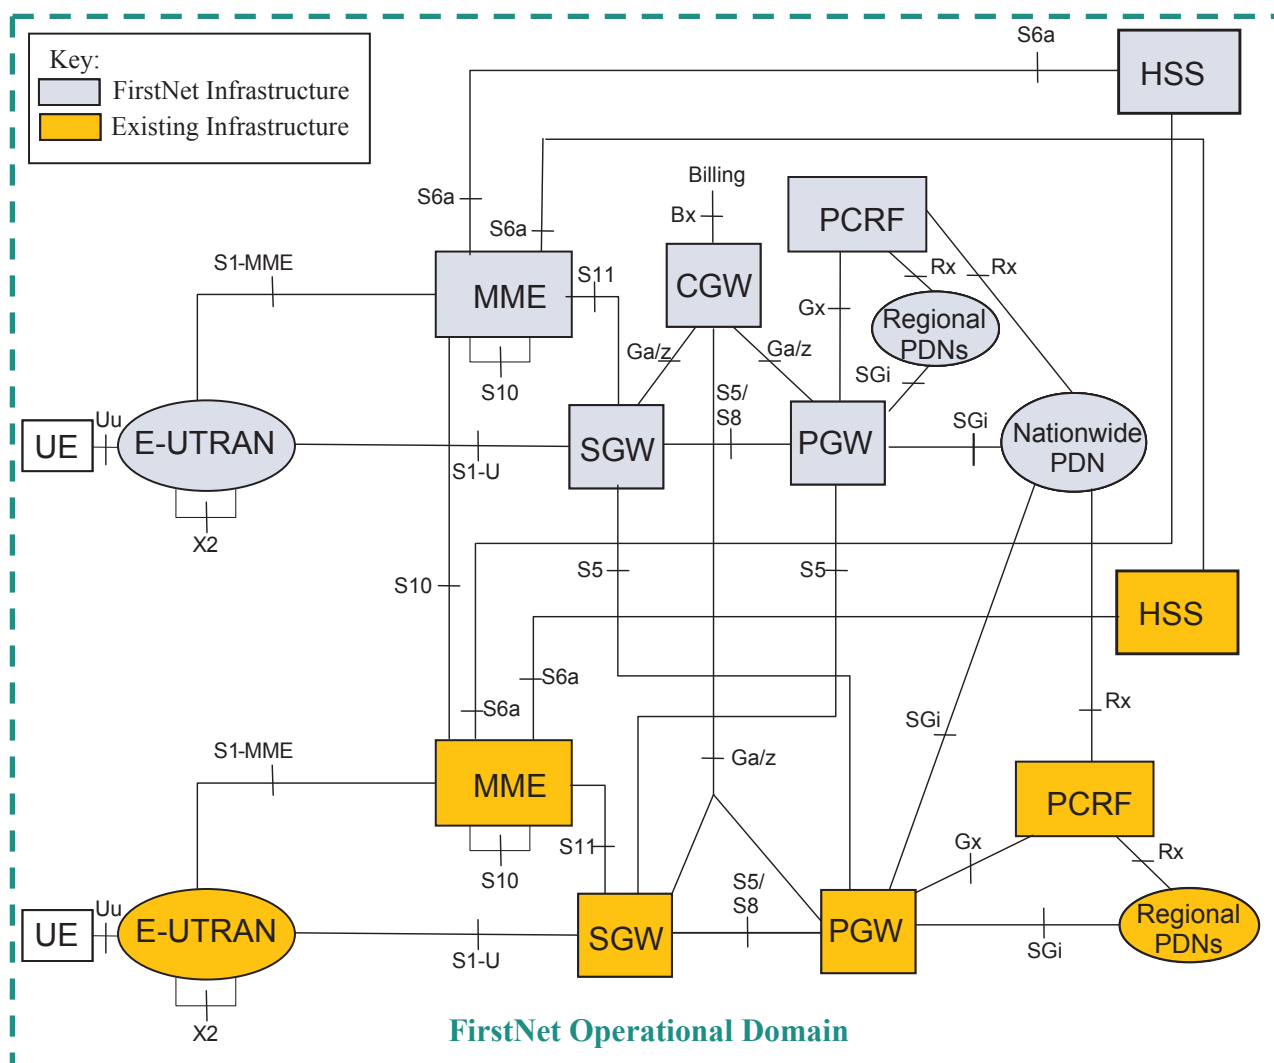 Key:
FirstNet Infrastructure
Existing Infrastructure
S6a
HSS
Billing
S6a
Bx
PCRF
S6a
S1-MME
S11
MME
CGW
Rx
Rx
Gx
Regional
PDNs
Ga/z
Ga/z
SGi
S10
S5/
S8
Uu
UE
E-UTRAN
SGW
PGW
SGi
Nationwide
PDN
S1-U
X2
S10
S5
S5
HSS
S6a
S6a
Rx
SGi
S1-MME
Ga/z
MME
PCRF
S11
Gx
Rx
S10
S5/
S8
Uu
UE
E-UTRAN
SGW
PGW
Regional
PDNs
S1-U
SGi
X2
FirstNet Operational Domain